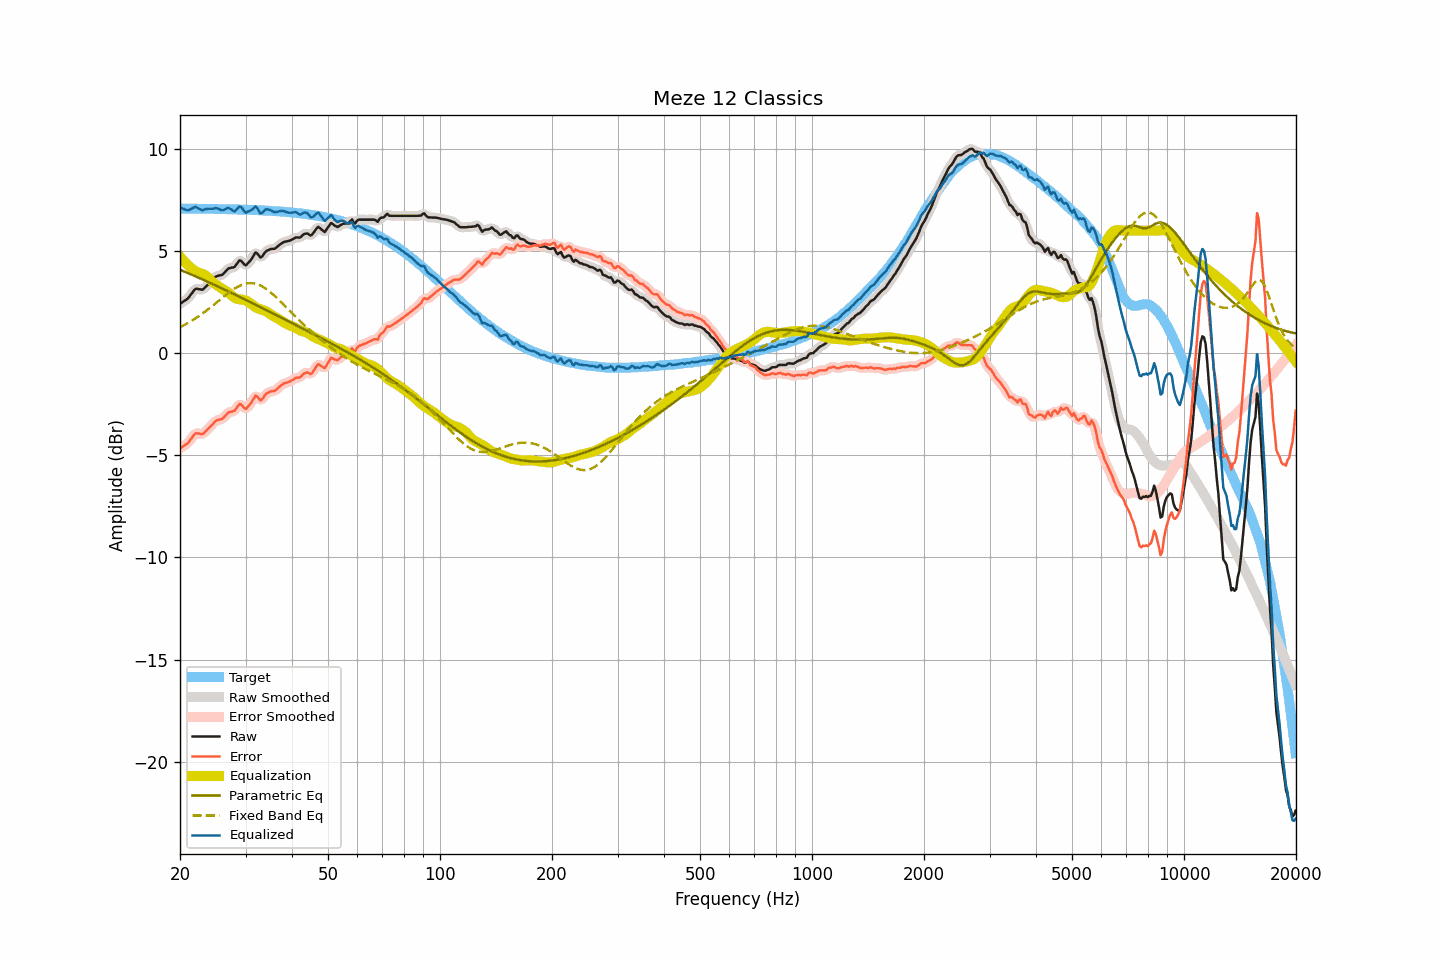 Meze 12 Classics
Amplitude (dBr)
10
5
0
−5
−10
−15
−20
Target
Raw Smoothed
Error Smoothed
Raw
Error
Equalization
Parametric Eq
Fixed Band Eq
Equalized
20 50 100 200 500 1000 2000 5000 10000 20000
Frequency (Hz)